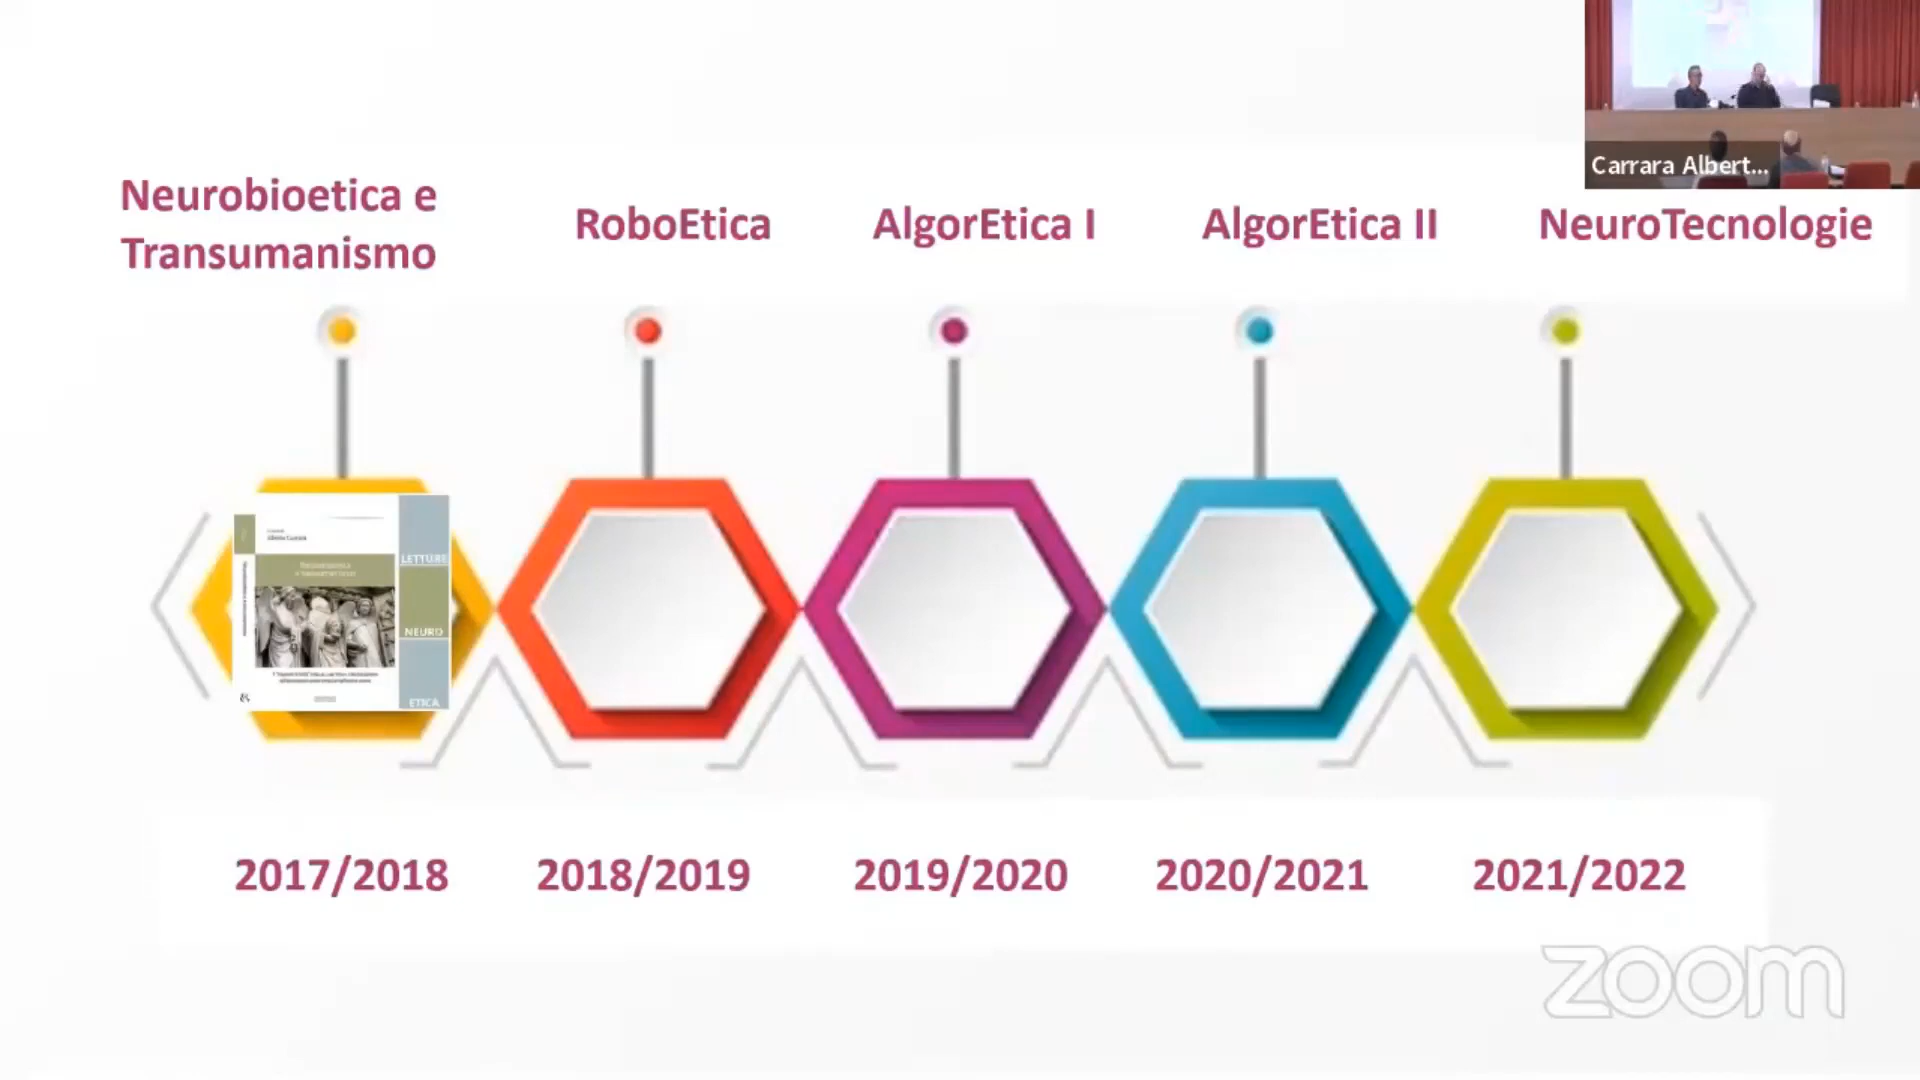 Carrara Albert...
Neurobioetica e
Transumanismo
RoboEtica
AlgorEtica I
AlgorEtica II
NeuroTecnologie
LETTURE
NEURO
ETICA
2017/2018
2018/2019
2019/2020
2020/2021
2021/2022
zoom